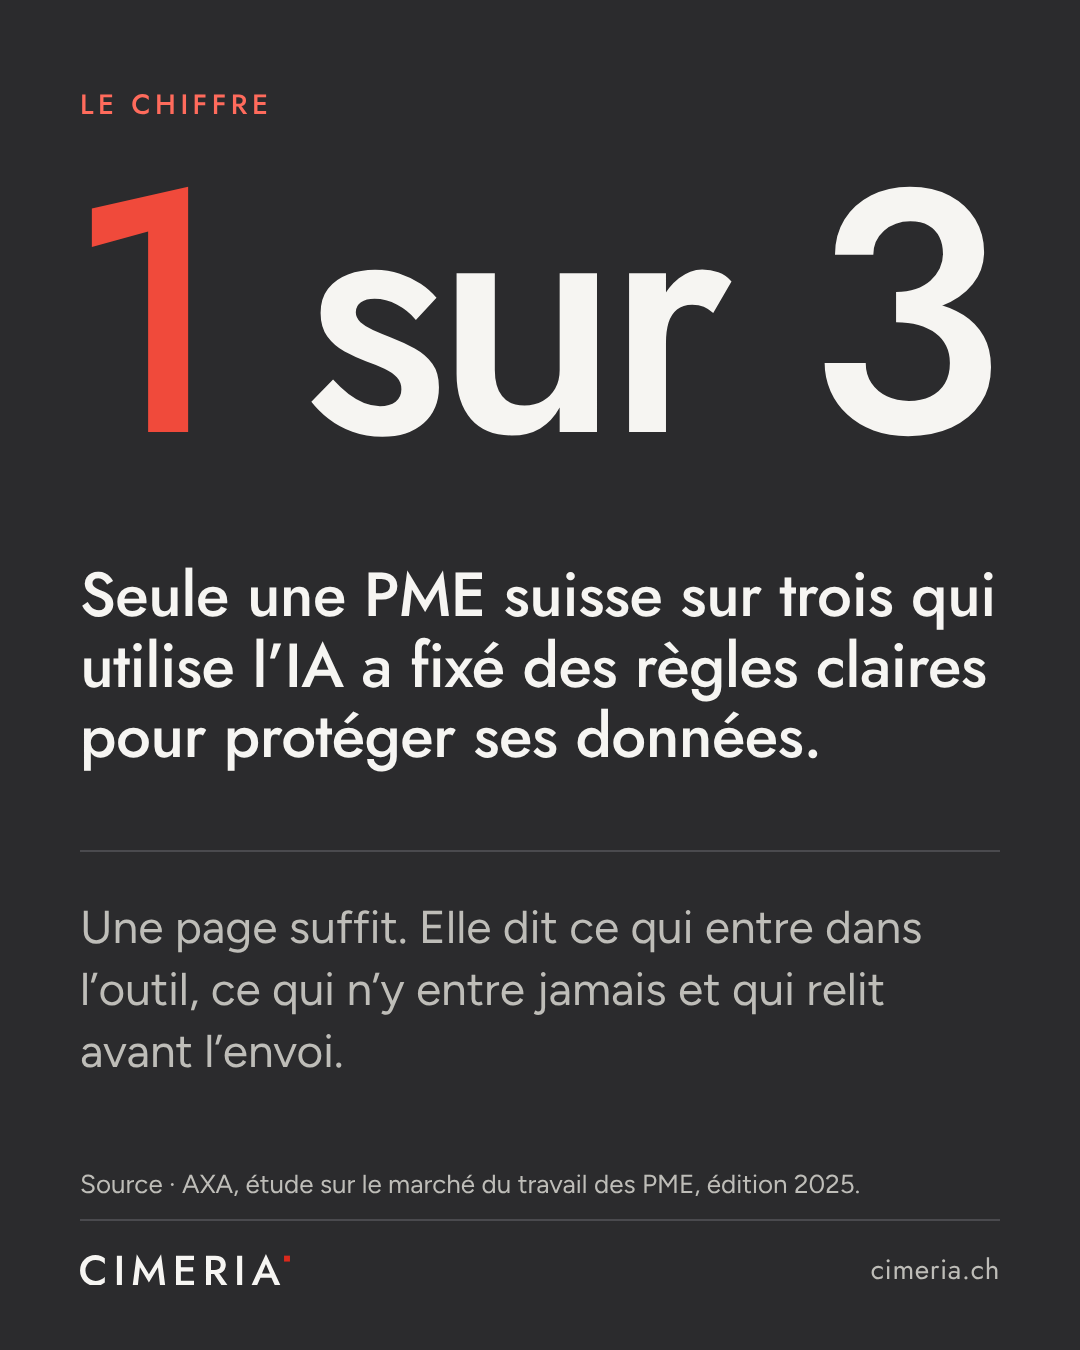 LE CHIFFRE
1 sur 3
Seule une PME suisse sur trois qui
utilise l’IA a fixé des règles claires
pour protéger ses données.
Une page suffit. Elle dit ce qui entre dans
l’outil, ce qui n’y entre jamais et qui relit
avant l’envoi.
Source · AXA, étude sur le marché du travail des PME, édition 2025.
CIMERIA
cimeria.ch